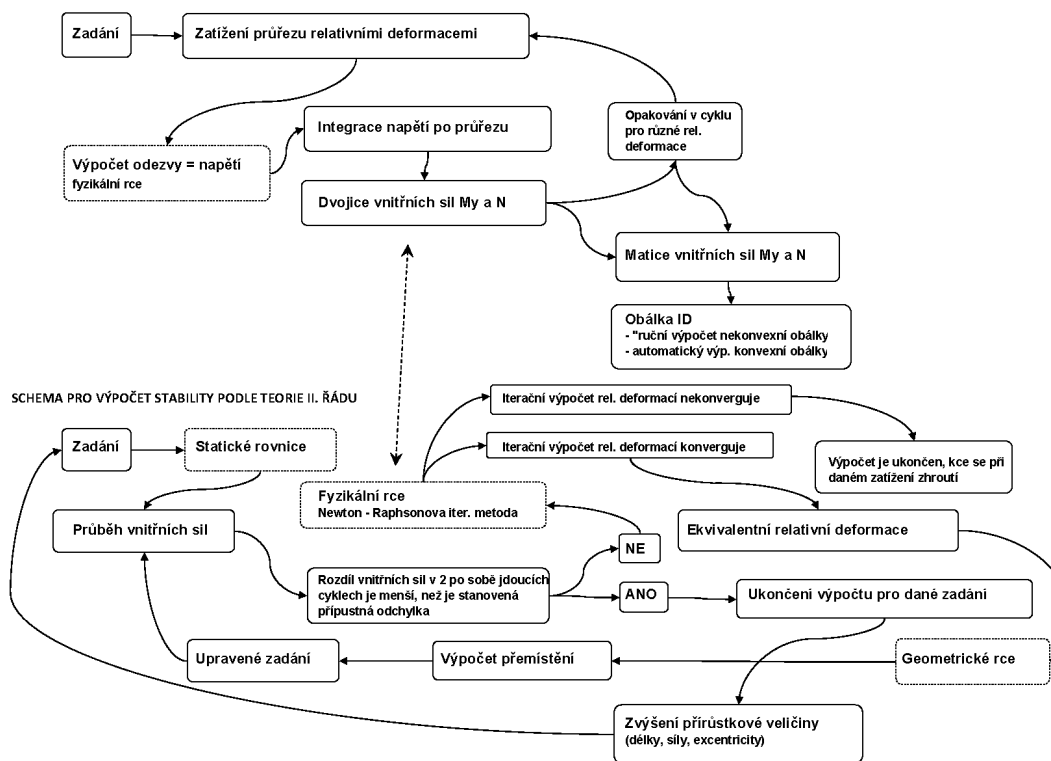 Zadání
Zatížení průřezu relativními deformacemi
Opakování v cyklu
pro různé rel.
deformace
Integrace napětí po průřezu
Výpočet odezvy = napětí
fyzikální rce
Dvojice vnitřních sil My a N
Matice vnitřních sil My a N
Obálka ID
- "ruční výpočet nekonvexní obálky
- automatický výp. konvexní obálky
SCHEMA PRO VÝPOČET STABILITY PODLE TEORIE II. ŘÁDU
Iterační výpočet rel. deformací nekonverguje
Zadání
Statické rovnice
Iterační výpočet rel. deformací konverguje
Výpočet je ukončen, kce se při
daném zatížení zhroutí
Fyzikální rce
Newton - Raphsonova iter. metoda
Průběh vnitřních sil
Ekvivalentní relativní deformace
NE
Rozdíl vnitřních sil v 2 po sobě jdoucích
cyklech je menší, než je stanovená
přípustná odchylka
ANO
Ukončení výpočtu pro dané zadání
Upravené zadání
Výpočet přemístění
Geometrické rce
Zvýšení přírůstkové veličiny
(délky, síly, excentricity)